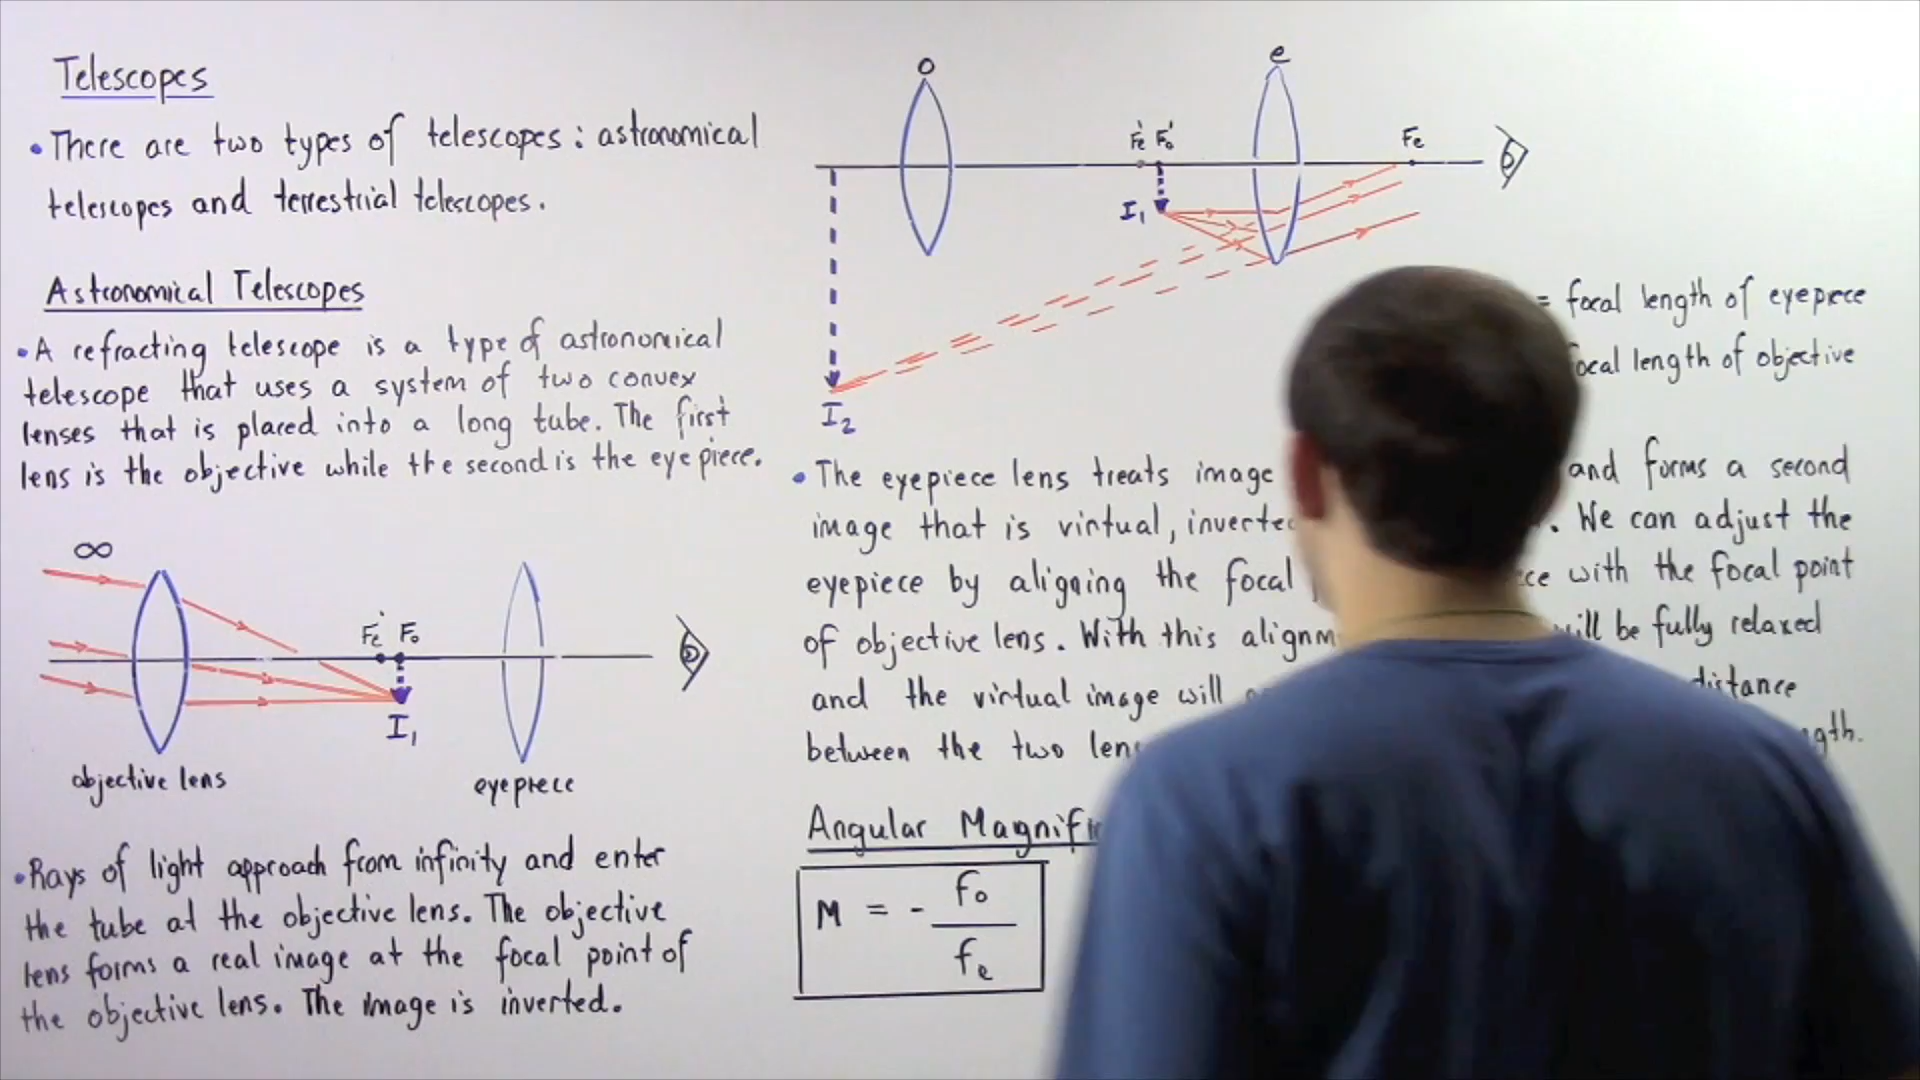 Telescopes
• There are two types of telescopes: astronomical
telescopes and terrestrial telescopes.
Astronomical Telescopes
• A refracting telescope is a type of astronomical
telescope that uses a system of two convex
lenses that is placed into a long tube. The first
lens is the objective while the second is the eyepiece.
∞
Fe' Fo
I1
objective lens
eyepiece
• Rays of light approach from infinity and enter
the tube at the objective lens. The objective
lens forms a real image at the focal point of
the objective lens. The image is inverted.
o
e
Fe' Fo'
Fe
I1
I2
= focal length of eyepiece
focal length of objective
• The eyepiece lens treats image and forms a second
image that is virtual, inverted . We can adjust the
eyepiece by aligning the focal with the focal point
of objective lens. With this will be fully relaxed
and the virtual image will distance
between the two
Angular
M = - fo/fe